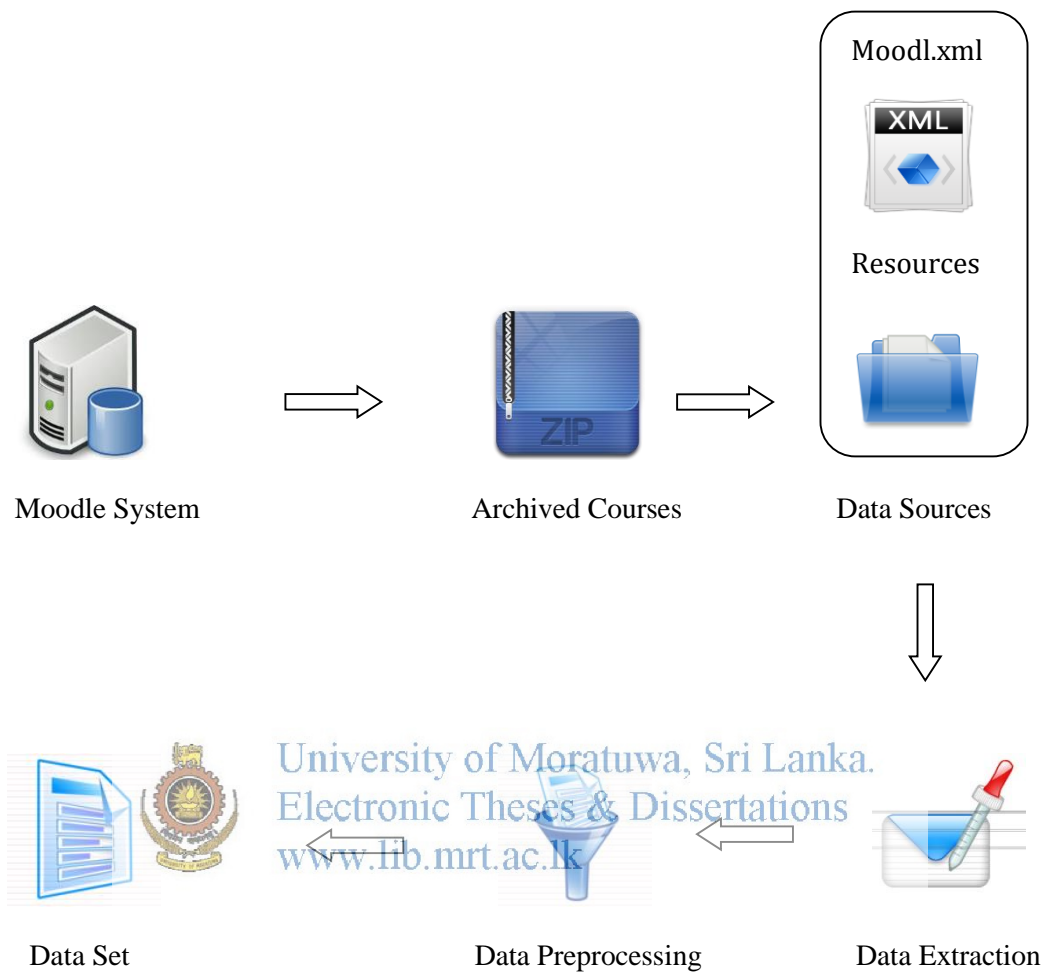 Moodl.xml
XML
Resources
ZIP
Moodle System
Archived Courses
Data Sources
University of Moratuwa, Sri Lanka.
Electronic Theses & Dissertations
www.lib.mrt.ac.lk
Data Set
Data Preprocessing
Data Extraction